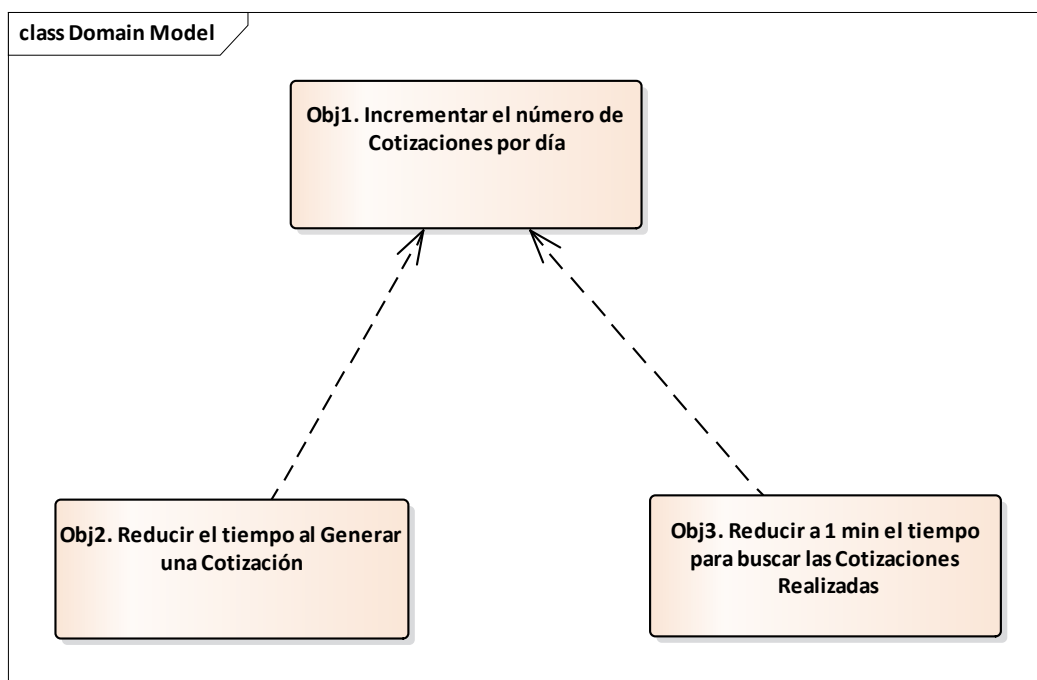 class Domain Model
Obj1. Incrementar el número de
Cotizaciones por día
Obj2. Reducir el tiempo al Generar
una Cotización
Obj3. Reducir a 1 min el tiempo
para buscar las Cotizaciones
Realizadas